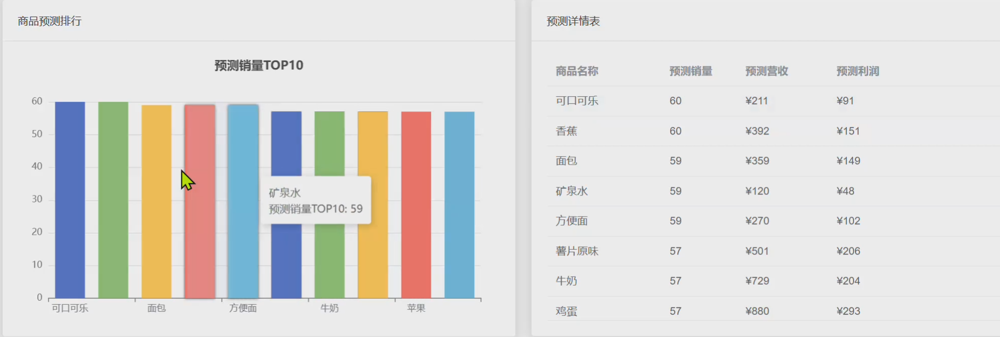 商品预测排行
预测销量TOP10
60
50
40
30
20
10
0
矿泉水
预测销量TOP10: 59
可口可乐 面包 方便面 牛奶 苹果
预测详情表
商品名称 预测销量 预测营收 预测利润
可口可乐 60 ¥211 ¥91
香蕉 60 ¥392 ¥151
面包 59 ¥359 ¥149
矿泉水 59 ¥120 ¥48
方便面 59 ¥270 ¥102
薯片原味 57 ¥501 ¥206
牛奶 57 ¥729 ¥204
鸡蛋 57 ¥880 ¥293